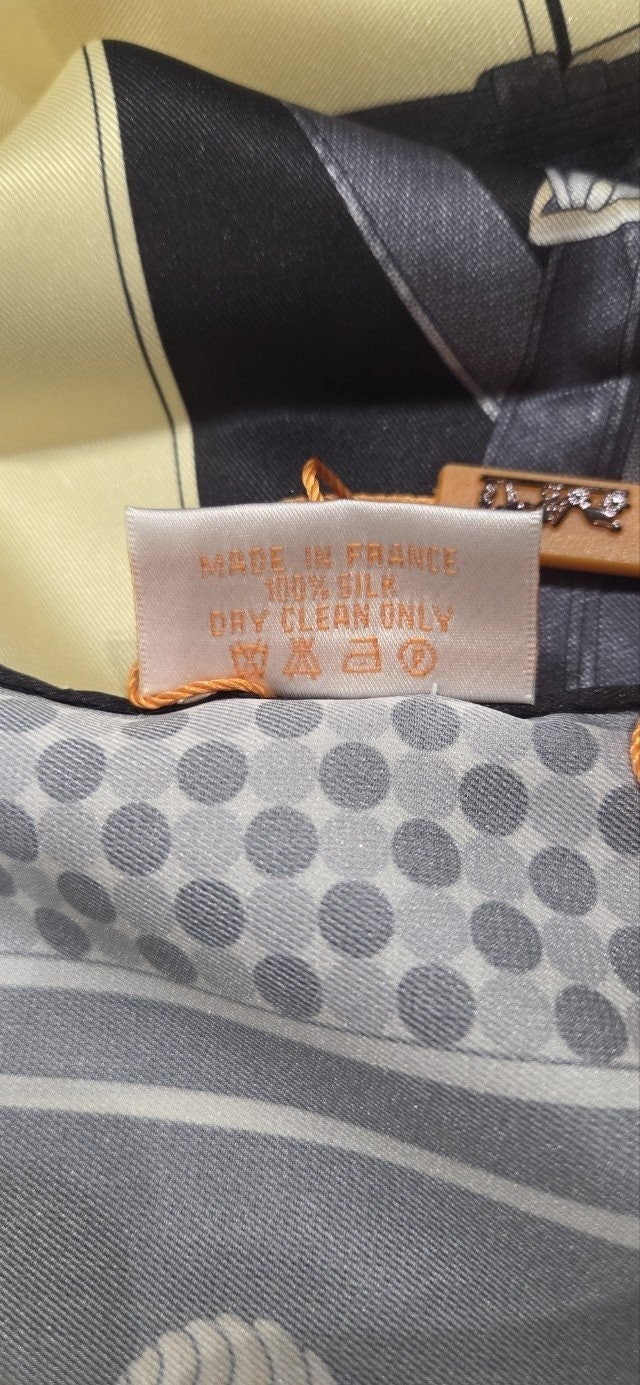 MADE IN FRANCE
100% SILK
DRY CLEAN ONLY
F